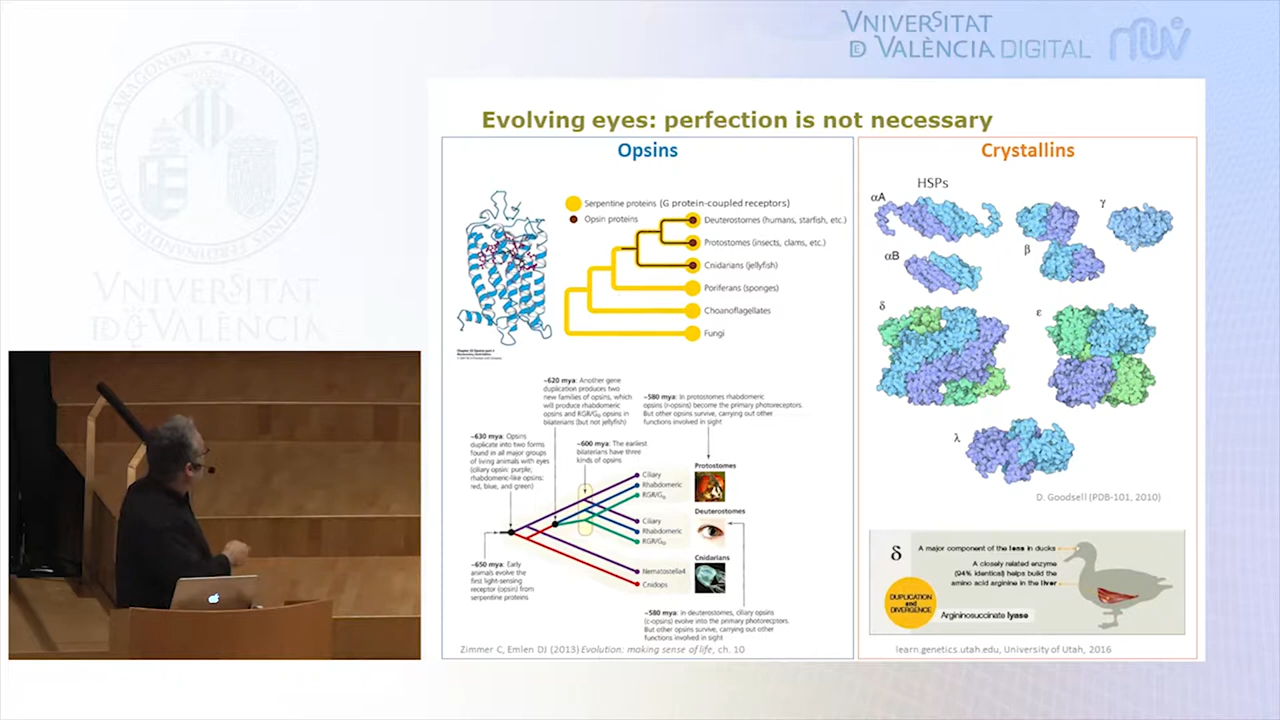 VNIVERSITAT
DE VALÈNCIA DIGITAL
VNIVERSITAT
DE VALÈNCIA
Evolving eyes: perfection is not necessary
Opsins
Serpentine proteins (G protein-coupled receptors)
Opsin proteins
Deuterostomes (humans, starfish, etc.)
Protostomes (insects, clams, etc.)
Cnidarians (jellyfish)
Poriferans (sponges)
Choanoflagellates
Fungi
~620 mya: Another gene
duplication produces two
new families of opsins, which
will produce rhabdomeric
opsins and RGR/G₀ opsins in
bilaterians (but not jellyfish)
~580 mya: In protostomes rhabdomeric
opsins (r-opsins) become the primary photoreceptors.
But other opsins survive, carrying out other
functions involved in sight
~630 mya: Opsins
duplicate into two forms
found in all major groups
of living animals with eyes
(ciliary opsin: purple,
rhabdomeric-like opsins:
red, blue, and green)
~600 mya: The earliest
bilaterians have three
kinds of opsins
Protostomes
Ciliary
Rhabdomeric
RGR/G₀
Deuterostomes
Ciliary
Rhabdomeric
RGR/G₀
Cnidarians
Nematostella4
Cnidops
~650 mya: Early
animals evolve the
first light-sensing
receptor (opsin) from
serpentine proteins
~580 mya: In deuterostomes, ciliary opsins
(c-opsins) evolve into the primary photoreceptors.
But other opsins survive, carrying out other
functions involved in sight
Zimmer C, Emlen DJ (2013) Evolution: making sense of life, ch. 10
Crystallins
HSPs
αA
γ
β
αB
δ
ε
λ
D. Goodsell (PDB-101, 2010)
δ
A major component of the lens in ducks
A closely related enzyme
(94% identical) helps build the
amino acid arginine in the liver
DUPLICATION
and
DIVERGENCE
Argininosuccinate lyase
learn.genetics.utah.edu, University of Utah, 2016